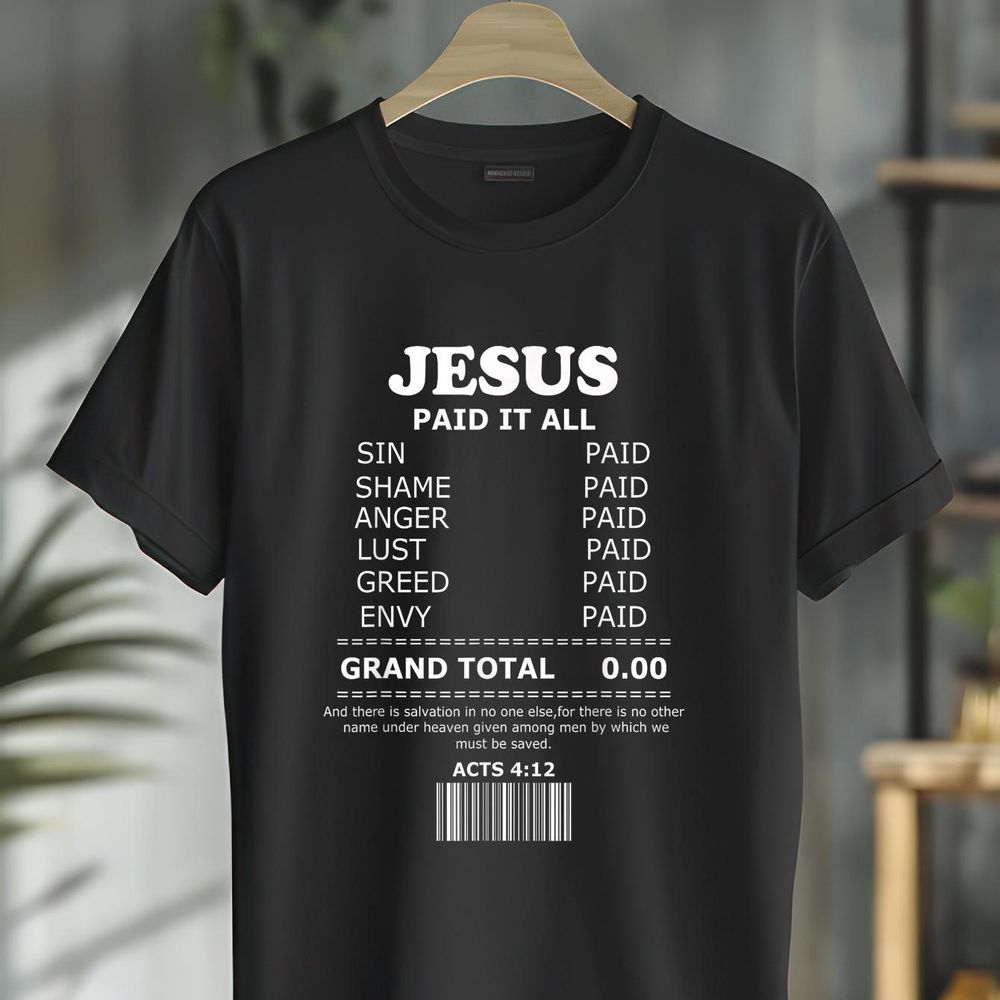 JESUS
PAID IT ALL
SIN PAID
SHAME PAID
ANGER PAID
LUST PAID
GREED PAID
ENVY PAID
==============================
GRAND TOTAL 0.00
==============================
And there is salvation in no one else,for there is no other
name under heaven given among men by which we
must be saved.
ACTS 4:12